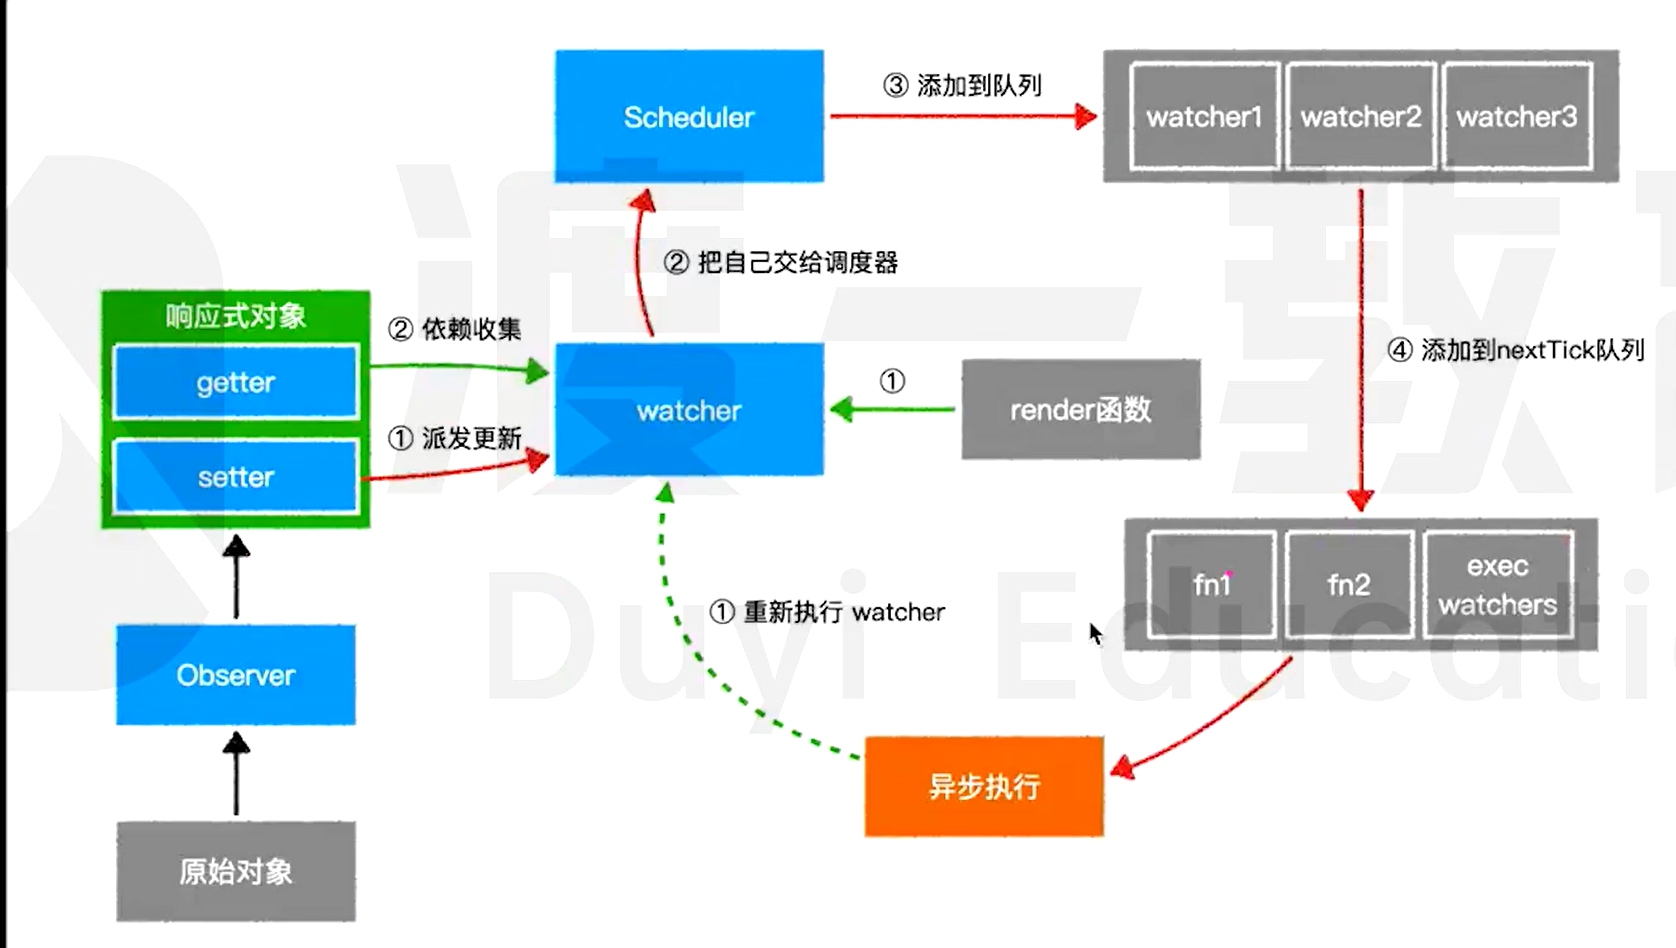 Scheduler
③ 添加到队列
watcher1
watcher2
watcher3
② 把自己交给调度器
响应式对象
② 依赖收集
getter
① 派发更新
setter
watcher
①
render函数
④ 添加到nextTick队列
fn1
fn2
exec
watchers
① 重新执行 watcher
Observer
异步执行
原始对象
渡一教
Duyi Educati